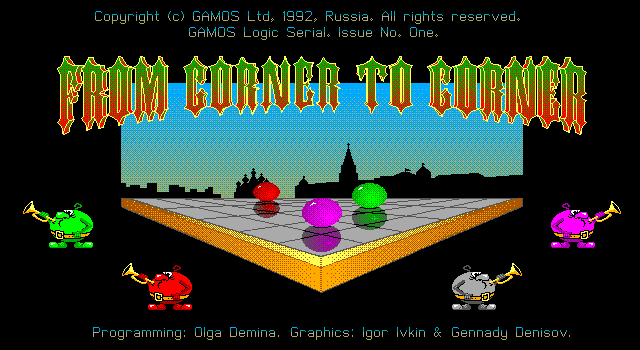 Copyright (c) GAMOS Ltd, 1992, Russia. All rights reserved.
GAMOS Logic Serial. Issue No. One.
FROM CORNER TO CORNER
Programming: Olga Demina. Graphics: Igor Ivkin & Gennady Denisov.